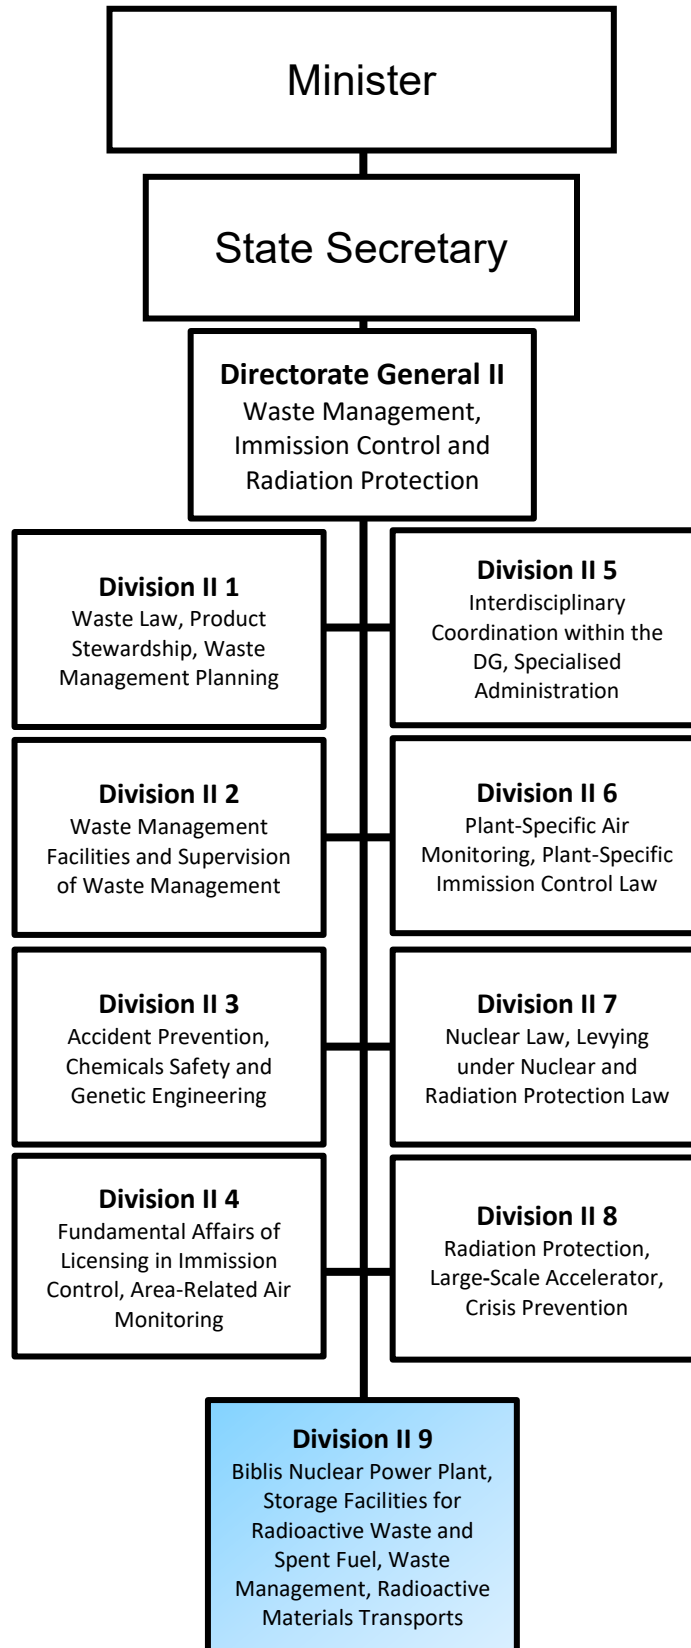 Minister
State Secretary
Directorate General II
Waste Management,
Immission Control and
Radiation Protection
Division II 1
Waste Law, Product
Stewardship, Waste
Management Planning
Division II 5
Interdisciplinary
Coordination within the
DG, Specialised
Administration
Division II 2
Waste Management
Facilities and Supervision
of Waste Management
Division II 6
Plant-Specific Air
Monitoring, Plant-Specific
Immission Control Law
Division II 3
Accident Prevention,
Chemicals Safety and
Genetic Engineering
Division II 7
Nuclear Law, Levying
under Nuclear and
Radiation Protection Law
Division II 4
Fundamental Affairs of
Licensing in Immission
Control, Area-Related Air
Monitoring
Division II 8
Radiation Protection,
Large-Scale Accelerator,
Crisis Prevention
Division II 9
Biblis Nuclear Power Plant,
Storage Facilities for
Radioactive Waste and
Spent Fuel, Waste
Management, Radioactive
Materials Transports